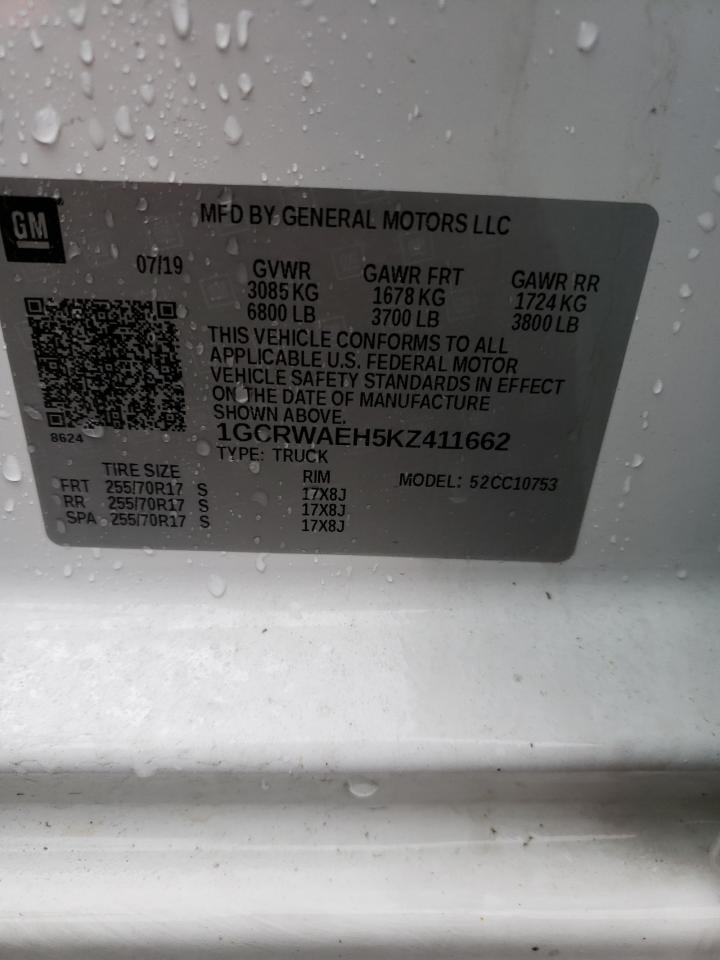 GM
MFD BY GENERAL MOTORS LLC
07/19 GVWR GAWR FRT GAWR RR
3085 KG 1678 KG 1724 KG
6800 LB 3700 LB 3800 LB
THIS VEHICLE CONFORMS TO ALL
APPLICABLE U.S. FEDERAL MOTOR
VEHICLE SAFETY STANDARDS IN EFFECT
ON THE DATE OF MANUFACTURE
SHOWN ABOVE.
8624
1GCRWAEH5KZ411662
TYPE: TRUCK
TIRE SIZE RIM MODEL: 52CC10753
FRT 255/70R17 S 17X8J
RR 255/70R17 S 17X8J
SPA 255/70R17 S 17X8J